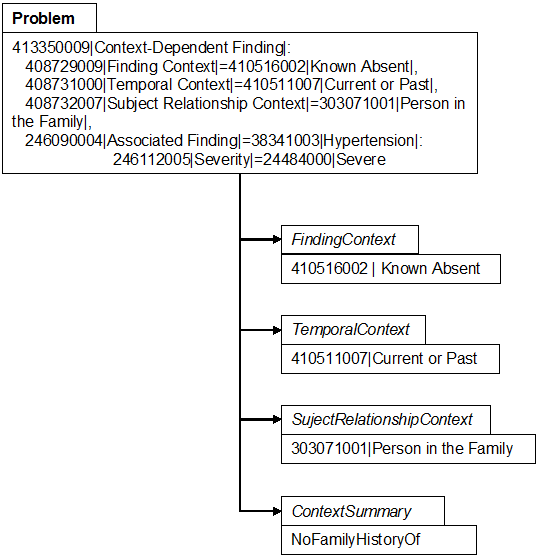 Problem
413350009|Context-Dependent Finding|:
408729009|Finding Context|=410516002|Known Absent|,
408731000|Temporal Context|=410511007|Current or Past|,
408732007|Subject Relationship Context|=303071001|Person in
the Family|,
246090004|Associated Finding|=38341003|Hypertension|:
246112005|Severity|=24484000|Severe
FindingContext
410516002 | Known Absent
TemporalContext
410511007|Current or Past
SujectRelationshipContext
303071001|Person in the Family
ContextSummary
NoFamilyHistoryOf